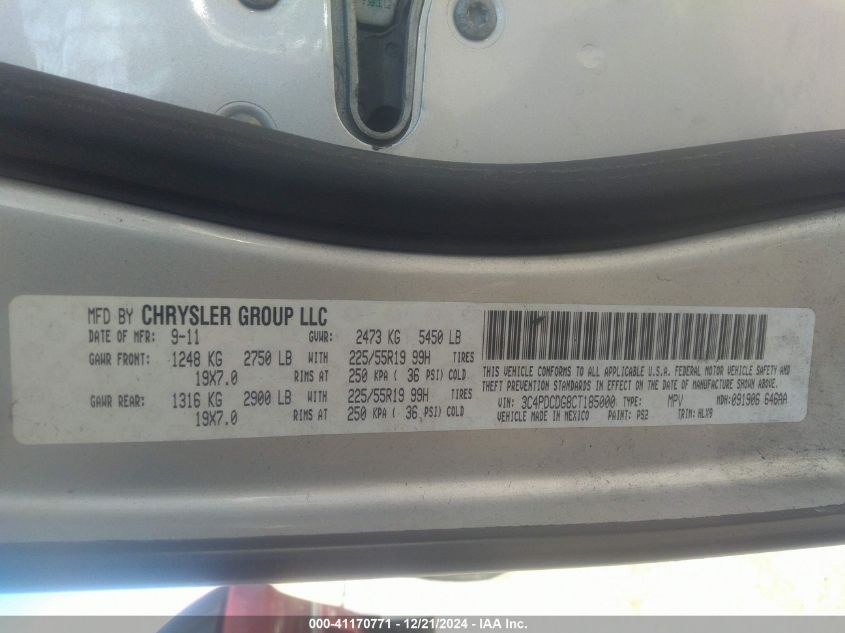 MFD BY CHRYSLER GROUP LLC
DATE OF MFR: 9-11 GVWR: 2473 KG 5450 LB
GAWR FRONT: 1248 KG 2750 LB WITH 225/55R19 99H TIRES
19X7.0 RIMS AT 250 KPA ( 36 PSI) COLD
GAWR REAR: 1316 KG 2900 LB WITH 225/55R19 99H TIRES
19X7.0 RIMS AT 250 KPA ( 36 PSI) COLD
THIS VEHICLE CONFORMS TO ALL APPLICABLE U.S.A. FEDERAL MOTOR VEHICLE SAFETY AND
THEFT PREVENTION STANDARDS IN EFFECT ON THE DATE OF MANUFACTURE SHOWN ABOVE.
VIN: 3C4PDCDG8CT185000 TYPE: MPV MDH: 091906 646AA
VEHICLE MADE IN MEXICO PAINT: PS2 TRIM: HLX9
000-41170771 - 12/21/2024 - IAA Inc.